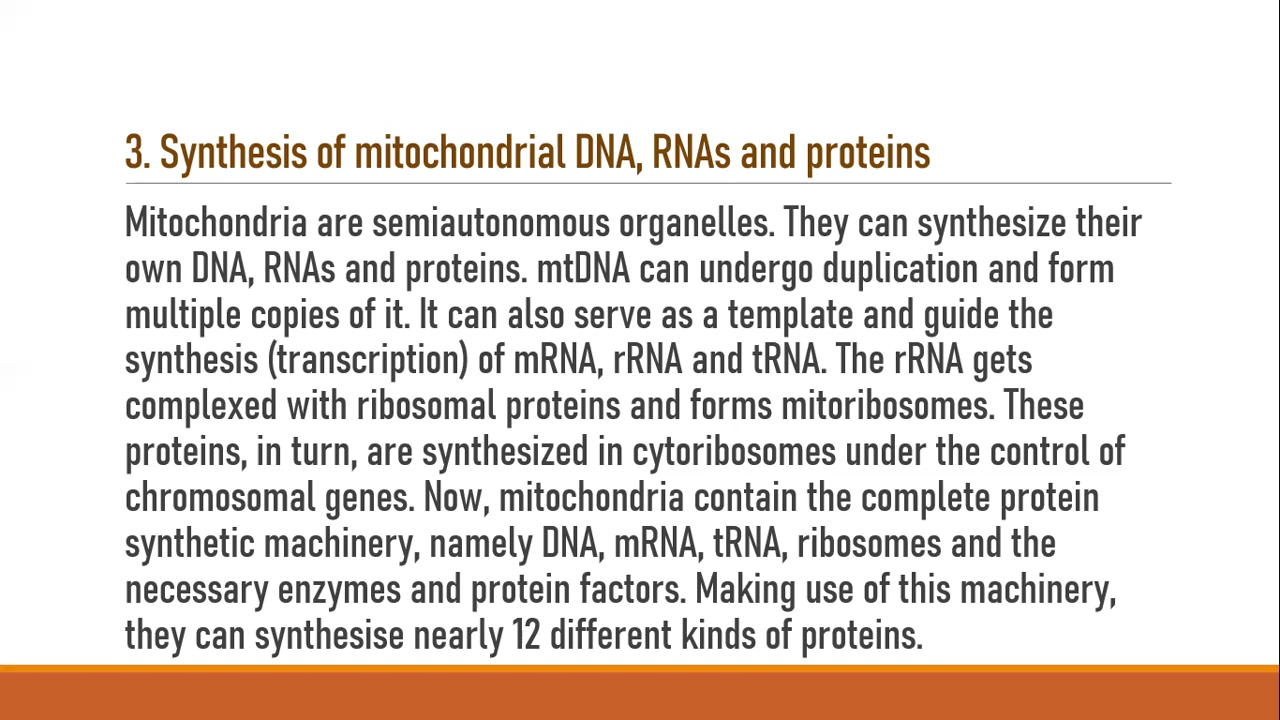 3. Synthesis of mitochondrial DNA, RNAs and proteins
Mitochondria are semiautonomous organelles. They can synthesize their
own DNA, RNAs and proteins. mtDNA can undergo duplication and form
multiple copies of it. It can also serve as a template and guide the
synthesis (transcription) of mRNA, rRNA and tRNA. The rRNA gets
complexed with ribosomal proteins and forms mitoribosomes. These
proteins, in turn, are synthesized in cytoribosomes under the control of
chromosomal genes. Now, mitochondria contain the complete protein
synthetic machinery, namely DNA, mRNA, tRNA, ribosomes and the
necessary enzymes and protein factors. Making use of this machinery,
they can synthesise nearly 12 different kinds of proteins.